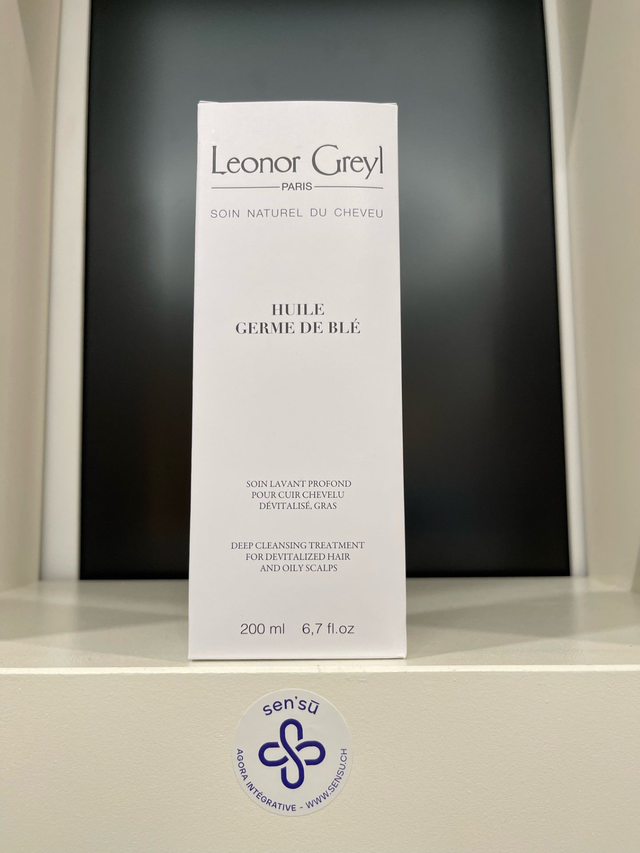 Leonor Greyl
PARIS
SOIN NATUREL DU CHEVEU
HUILE
GERME DE BLÉ
SOIN LAVANT PROFOND
POUR CUIR CHEVELU
DÉVITALISÉ, GRAS
DEEP CLEANSING TREATMENT
FOR DEVITALIZED HAIR
AND OILY SCALPS
200 ml 6,7 fl.oz
sen'sū
AGORA INTÉGRATIVE - WWW.SENSU.CH